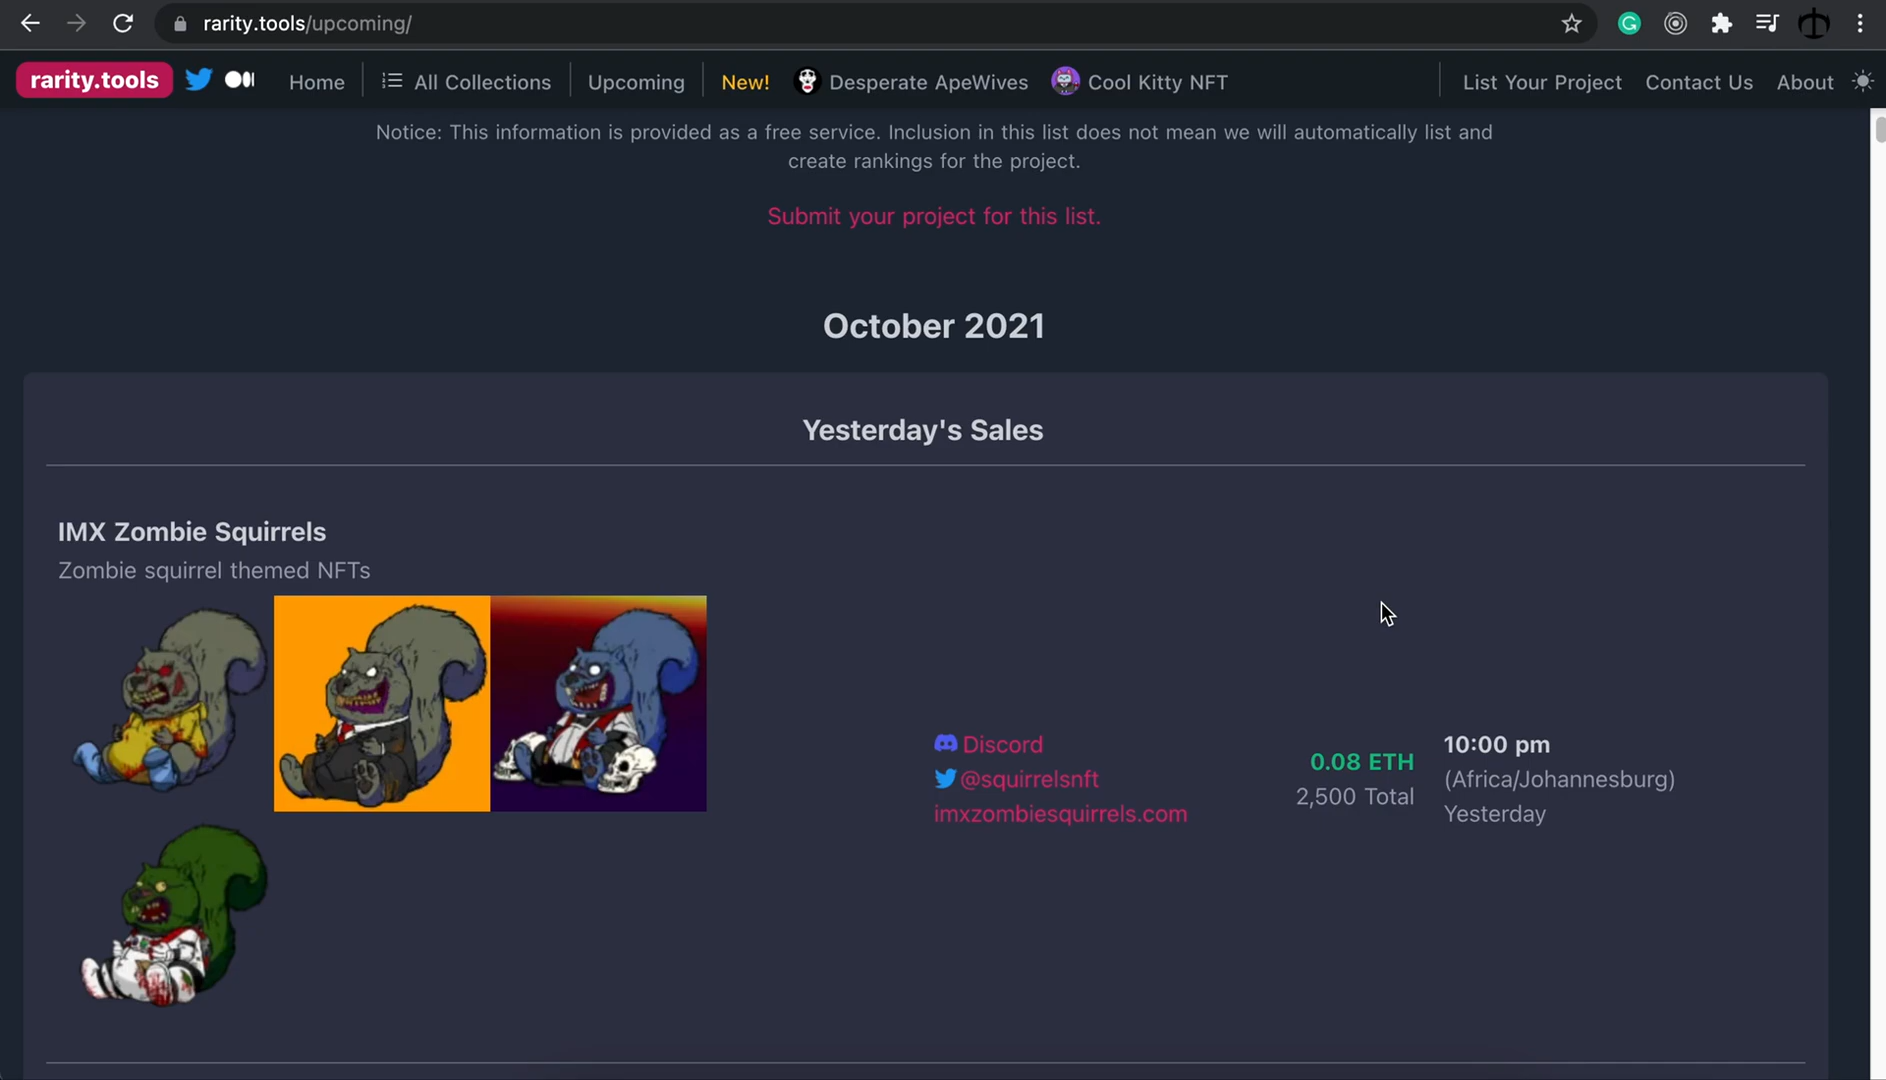 rarity.tools/upcoming/
rarity.tools Home All Collections Upcoming New! Desperate ApeWives Cool Kitty NFT List Your Project Contact Us About
Notice: This information is provided as a free service. Inclusion in this list does not mean we will automatically list and
create rankings for the project.
Submit your project for this list.
October 2021
Yesterday's Sales
IMX Zombie Squirrels
Zombie squirrel themed NFTs
Discord
@squirrelsnft
imxzombiesquirrels.com
0.08 ETH
2,500 Total
10:00 pm
(Africa/Johannesburg)
Yesterday